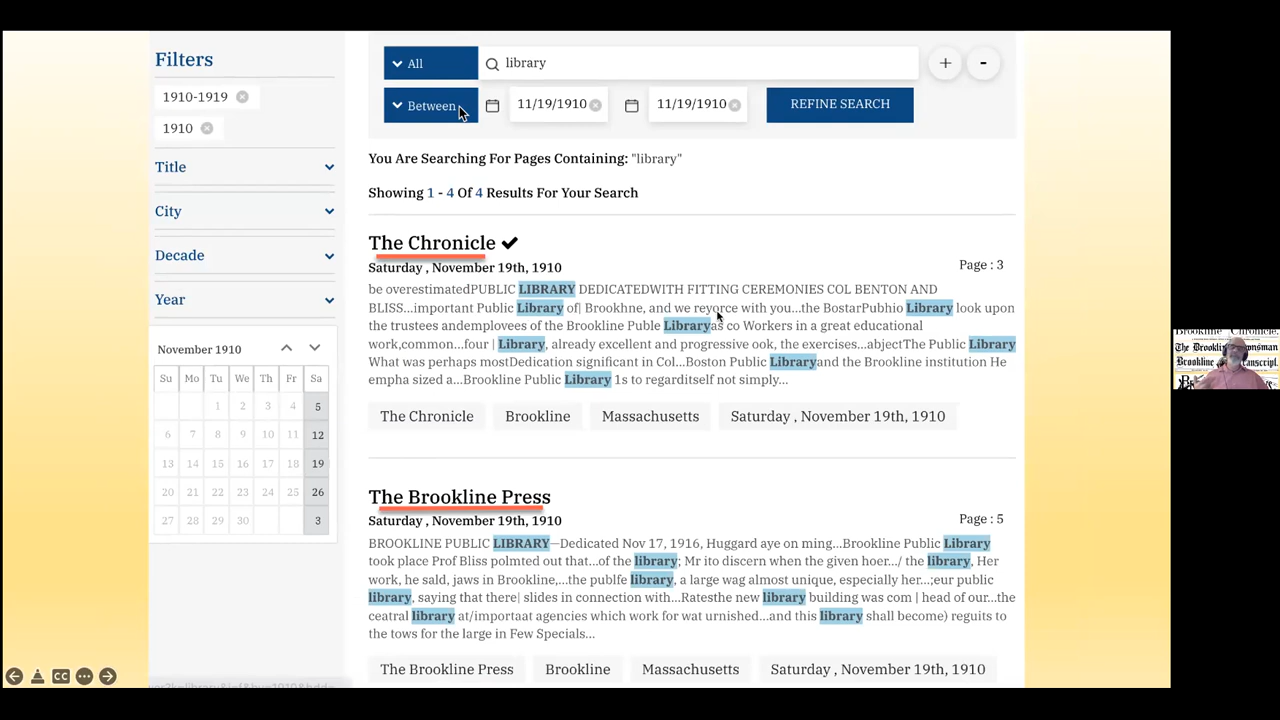 Filters
1910-1919
1910
Title
City
Decade
Year
November 1910
Su Mo Tu We Th Fr Sa
1 2 3 4 5
6 7 8 9 10 11 12
13 14 15 16 17 18 19
20 21 22 23 24 25 26
27 28 29 30 3
All
library
+ -
Between
11/19/1910
11/19/1910
REFINE SEARCH
You Are Searching For Pages Containing: "library"
Showing 1 - 4 Of 4 Results For Your Search
The Chronicle
Saturday , November 19th, 1910
Page : 3
be overestimatedPUBLIC LIBRARY DEDICATEDWITH FITTING CEREMONIES COL BENTON AND
BLISS...important Public Library of| Brookhne, and we reyorce with you...the BostarPubhio Library look upon
the trustees andemplovees of the Brookline Puble Libraryas co Workers in a great educational
work,common...four | Library, already excellent and progressive ook, the exercises...abjectThe Public Library
What was perhaps mostDedication significant in Col...Boston Public Libraryand the Brookline institution He
empha sized a...Brookline Public Library 1s to regarditself not simply...
The Chronicle
Brookline
Massachusetts
Saturday , November 19th, 1910
The Brookline Press
Saturday , November 19th, 1910
Page : 5
BROOKLINE PUBLIC LIBRARY—Dedicated Nov 17, 1916, Huggard aye on ming...Brookline Public Library
took place Prof Bliss polmted out that...of the library; Mr ito discern when the given hoer.../ the library, Her
work, he said, jaws in Brookline,...the publfe library, a large wag almost unique, especially her...;eur public
library, saying that there| slides in connection with...Ratesthe new library building was com | head of our...the
ceatral library at/importaat agencies which work for wat urnished...and this library shall become) reguits to
the tows for the large in Few Specials...
The Brookline Press
Brookline
Massachusetts
Saturday , November 19th, 1910
CC